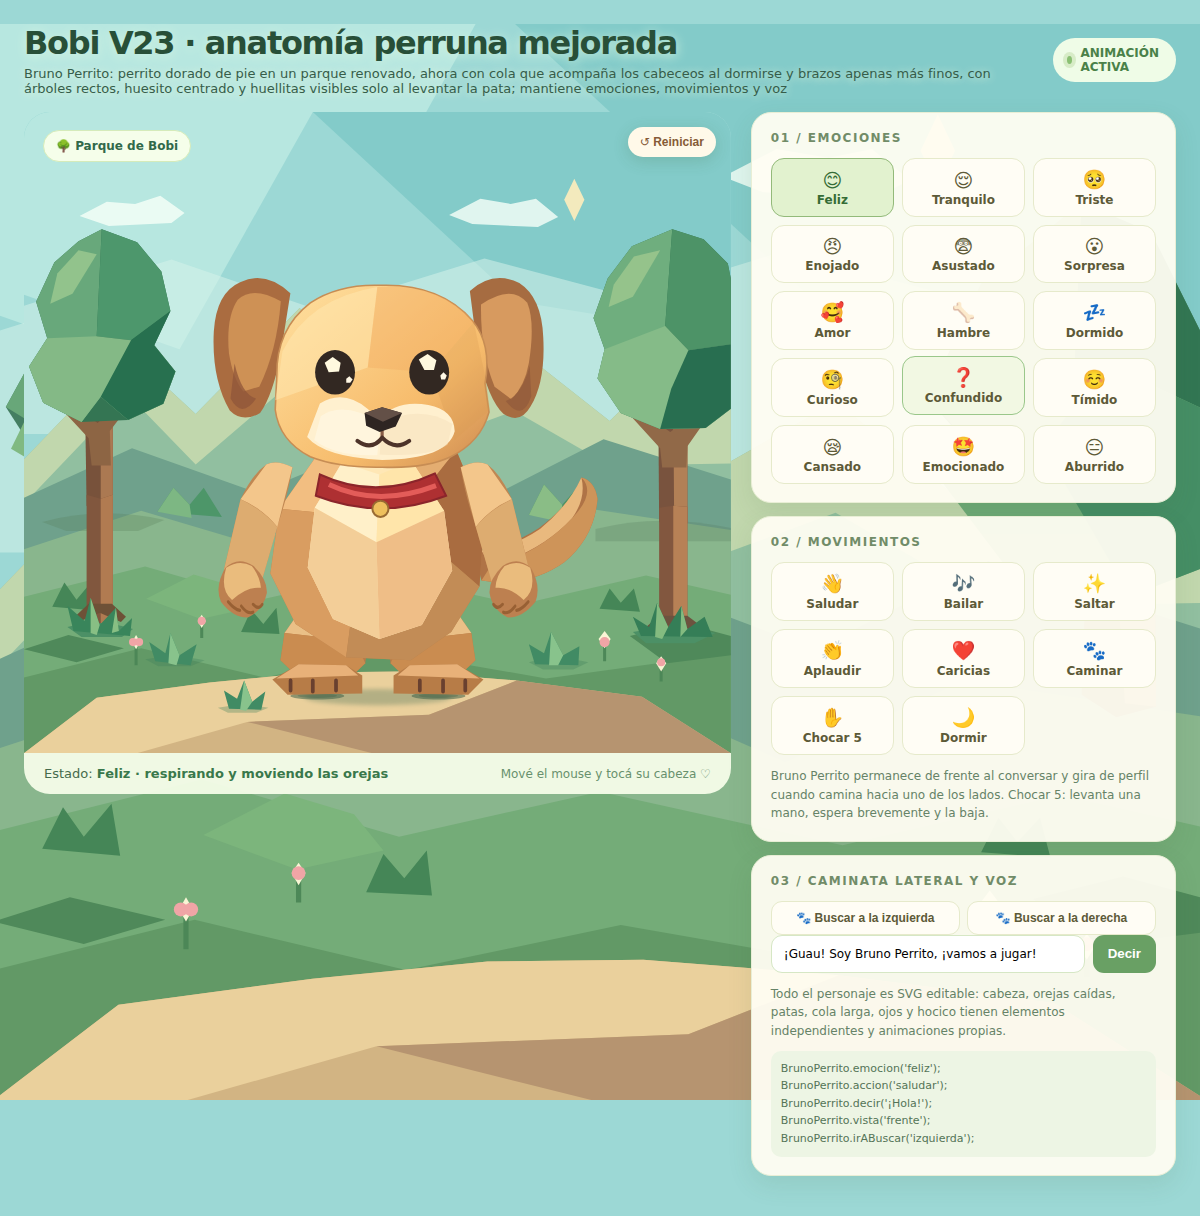 Bobi V23 · anatomía perruna mejorada
Bruno Perrito: perrito dorado de pie en un parque renovado, ahora con cola que acompaña los cabeceos al dormirse y brazos apenas más finos, con
árboles rectos, huesito centrado y huellitas visibles solo al levantar la pata; mantiene emociones, movimientos y voz
ANIMACIÓN
ACTIVA
🌳 Parque de Bobi
↺ Reiniciar
Estado: Feliz · respirando y moviendo las orejas
Mové el mouse y tocá su cabeza ♡
01 / EMOCIONES
Feliz
Tranquilo
Triste
Enojado
Asustado
Sorpresa
Amor
Hambre
Dormido
Curioso
Confundido
Tímido
Cansado
Emocionado
Aburrido
02 / MOVIMIENTOS
Saludar
Bailar
Saltar
Aplaudir
Caricias
Caminar
Chocar 5
Dormir
Bruno Perrito permanece de frente al conversar y gira de perfil
cuando camina hacia uno de los lados. Chocar 5: levanta una
mano, espera brevemente y la baja.
03 / CAMINATA LATERAL Y VOZ
🐾 Buscar a la izquierda
🐾 Buscar a la derecha
¡Guau! Soy Bruno Perrito, ¡vamos a jugar!
Decir
Todo el personaje es SVG editable: cabeza, orejas caídas,
patas, cola larga, ojos y hocico tienen elementos
independientes y animaciones propias.
BrunoPerrito.emocion('feliz');
BrunoPerrito.accion('saludar');
BrunoPerrito.decir('¡Hola!');
BrunoPerrito.vista('frente');
BrunoPerrito.irABuscar('izquierda');